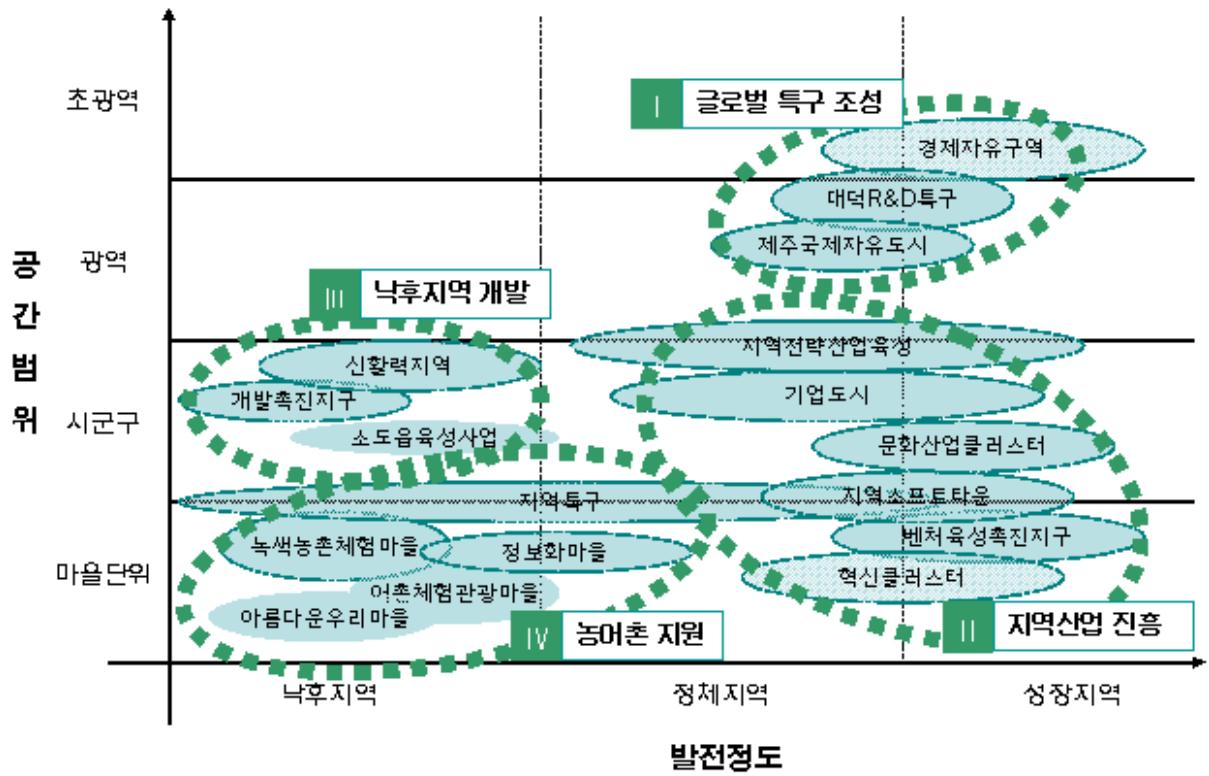 초광역
I 글로벌 특구 조성
경제자유구역
대덕R&D특구
제주국제자유도시
광역
공간범위
III 낙후지역 개발
신활력지역
개발촉진지구
소도읍육성사업
시군구
지역전략산업육성
기업도시
문화산업클러스터
지역특구
지역소프트타운
벤처육성촉진지구
혁신클러스터
녹색농촌체험마을
정보화마을
마을단위
어촌체험관광마을
아름다운우리마을
IV 농어촌 지원
II 지역산업 진흥
낙후지역
정체지역
성장지역
발전정도